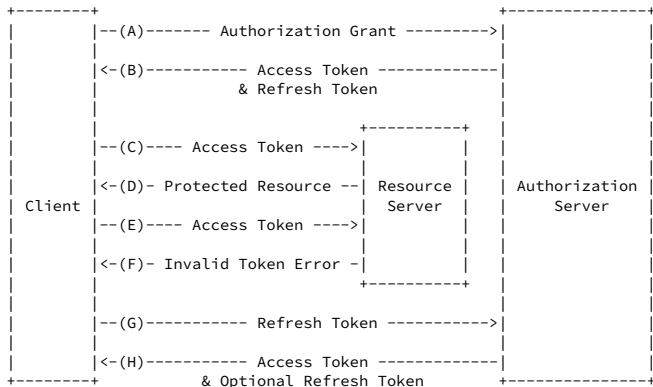 --(A)------- Authorization Grant --------->
<-(B)----------- Access Token -------------
& Refresh Token
--(C)---- Access Token ---->
<-(D)- Protected Resource --| Resource | Authorization
Client | Server | Server
--(E)---- Access Token ---->
<-(F)- Invalid Token Error -
--(G)----------- Refresh Token ----------->
<-(H)----------- Access Token -------------
& Optional Refresh Token